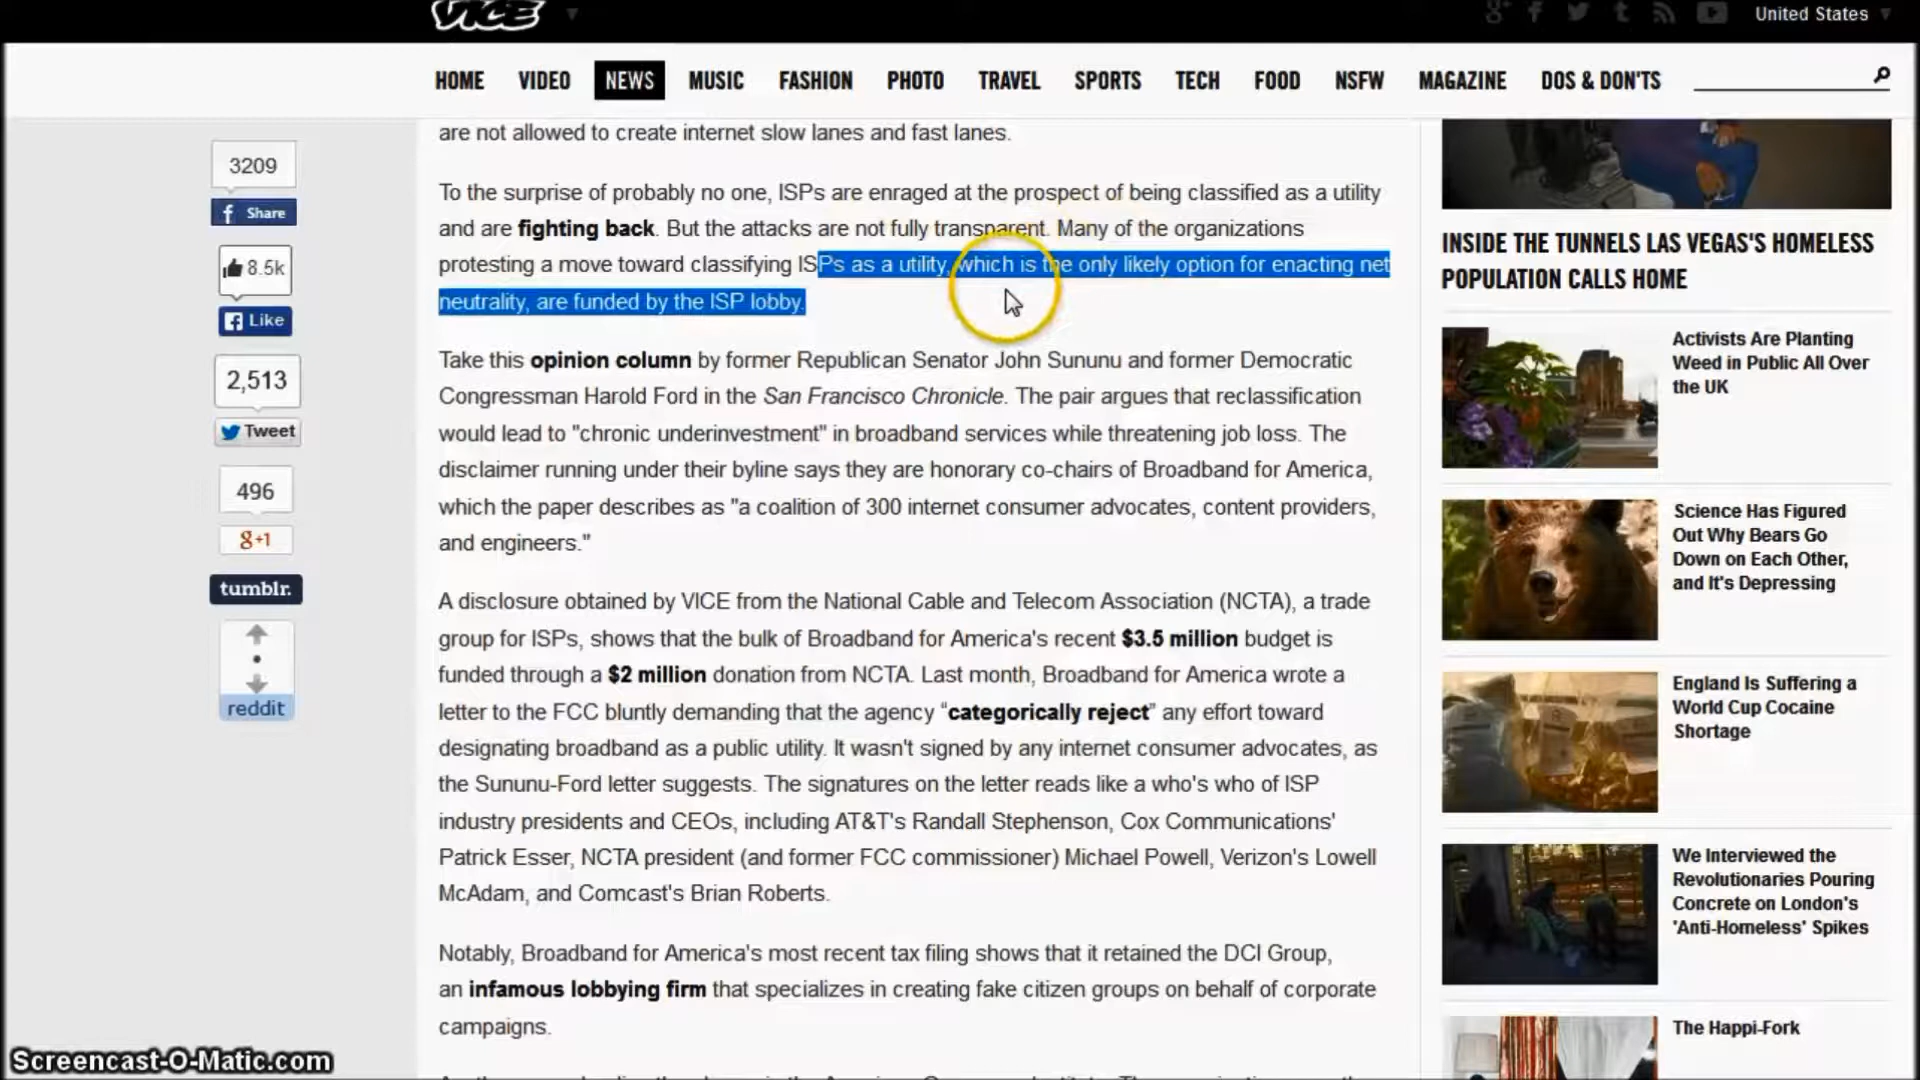 VICE
United States
HOME VIDEO NEWS MUSIC FASHION PHOTO TRAVEL SPORTS TECH FOOD NSFW MAGAZINE DOS & DON'TS
are not allowed to create internet slow lanes and fast lanes.
To the surprise of probably no one, ISPs are enraged at the prospect of being classified as a utility
and are fighting back. But the attacks are not fully transparent. Many of the organizations
protesting a move toward classifying ISPs as a utility, which is the only likely option for enacting net
neutrality, are funded by the ISP lobby.
Take this opinion column by former Republican Senator John Sununu and former Democratic
Congressman Harold Ford in the San Francisco Chronicle. The pair argues that reclassification
would lead to "chronic underinvestment" in broadband services while threatening job loss. The
disclaimer running under their byline says they are honorary co-chairs of Broadband for America,
which the paper describes as "a coalition of 300 internet consumer advocates, content providers,
and engineers."
A disclosure obtained by VICE from the National Cable and Telecom Association (NCTA), a trade
group for ISPs, shows that the bulk of Broadband for America's recent $3.5 million budget is
funded through a $2 million donation from NCTA. Last month, Broadband for America wrote a
letter to the FCC bluntly demanding that the agency “categorically reject” any effort toward
designating broadband as a public utility. It wasn't signed by any internet consumer advocates, as
the Sununu-Ford letter suggests. The signatures on the letter reads like a who's who of ISP
industry presidents and CEOs, including AT&T's Randall Stephenson, Cox Communications'
Patrick Esser, NCTA president (and former FCC commissioner) Michael Powell, Verizon's Lowell
McAdam, and Comcast's Brian Roberts.
Notably, Broadband for America's most recent tax filing shows that it retained the DCI Group,
an infamous lobbying firm that specializes in creating fake citizen groups on behalf of corporate
campaigns.
3209
f Share
8.5k
Like
2,513
Tweet
496
g+1
tumblr.
reddit
INSIDE THE TUNNELS LAS VEGAS'S HOMELESS
POPULATION CALLS HOME
Activists Are Planting
Weed in Public All Over
the UK
Science Has Figured
Out Why Bears Go
Down on Each Other,
and It's Depressing
England Is Suffering a
World Cup Cocaine
Shortage
We Interviewed the
Revolutionaries Pouring
Concrete on London's
'Anti-Homeless' Spikes
The Happi-Fork
Screencast-O-Matic.com